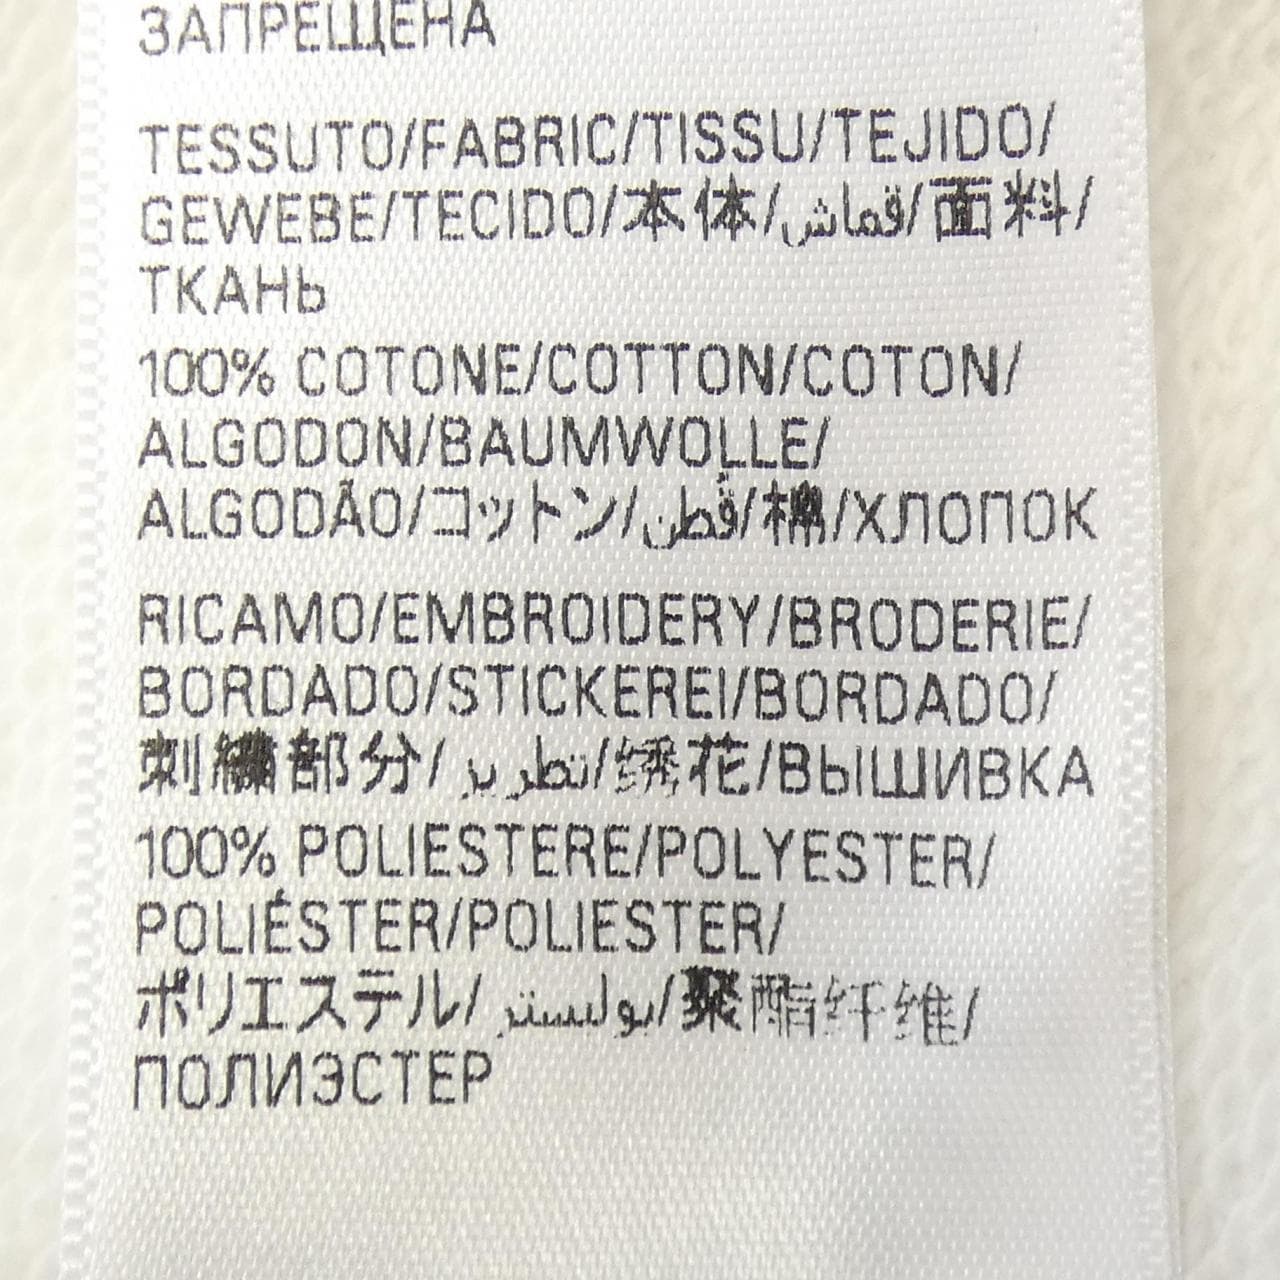 ЗАПРЕЩЕНА
TESSUTO/FABRIC/TISSU/TEJIDO/
GEWEBE/TECIDO/本体/قماش/面料/
ТКАНЬ
100% COTONE/COTTON/COTON/
ALGODON/BAUMWOLLE/
ALGODÃO/コットン/قطن/棉/ХЛОПОК
RICAMO/EMBROIDERY/BRODERIE/
BORDADO/STICKEREI/BORDADO/
刺繍部分/تطريز/绣花/ВЫШИВКА
100% POLIESTERE/POLYESTER/
POLIÉSTER/POLIESTER/
ポリエステル/بوليستر/聚酯纤维/
ПОЛИЭСТЕР